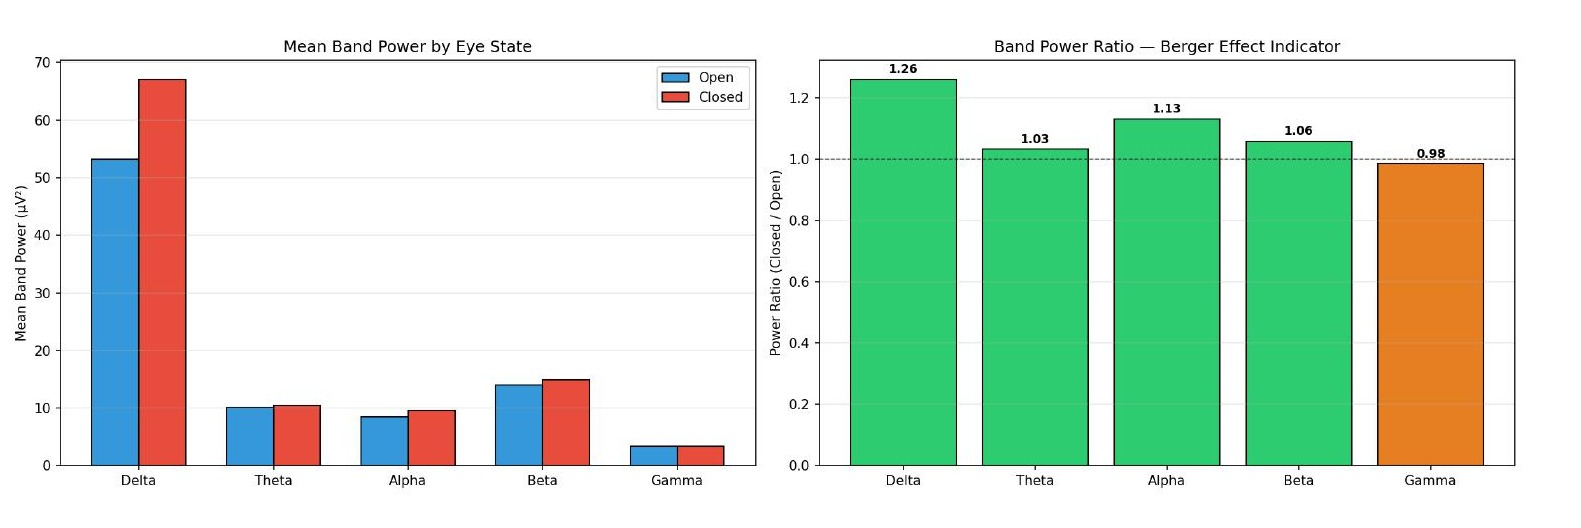 Mean Band Power by Eye State
Mean Band Power (µV²)
70
60
50
40
30
20
10
0
Open
Closed
Delta
Theta
Alpha
Beta
Gamma
Band Power Ratio — Berger Effect Indicator
Power Ratio (Closed / Open)
1.2
1.0
0.8
0.6
0.4
0.2
0.0
1.26
1.03
1.13
1.06
0.98
Delta
Theta
Alpha
Beta
Gamma